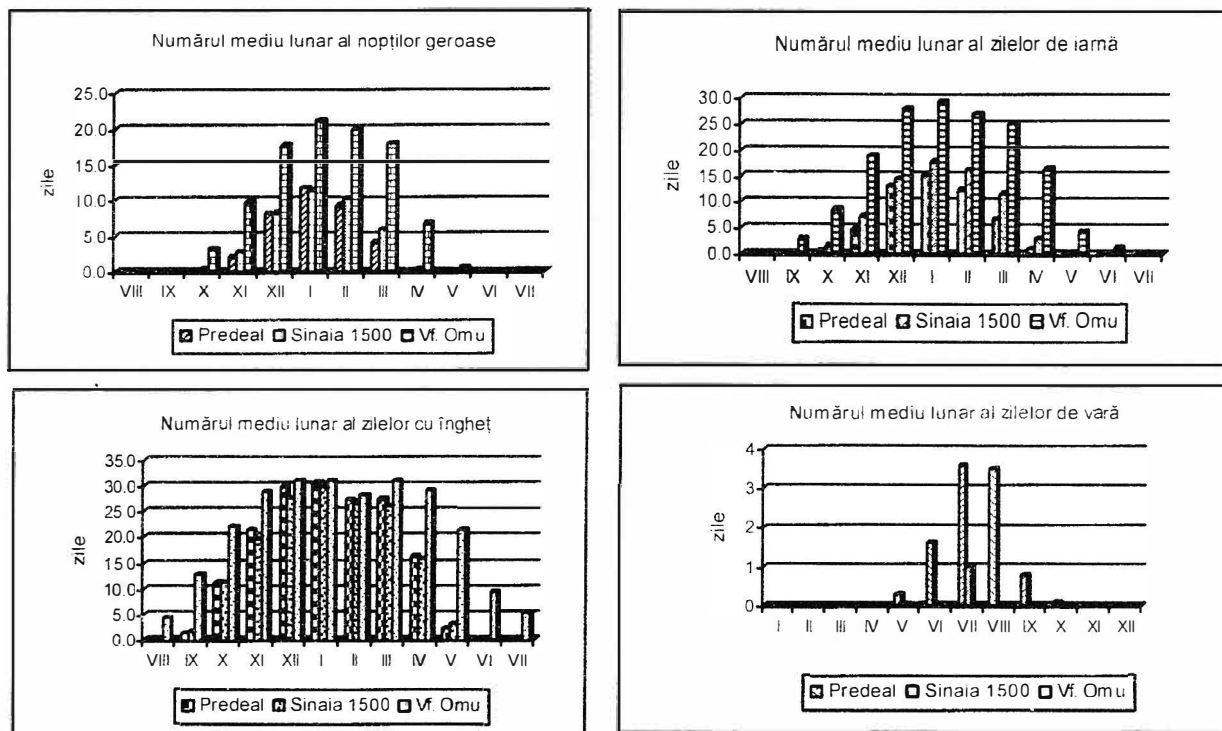 Numărul mediu lunar al nopților geroase
25.0
20.0
15.0
10.0
5.0
0.0
zile
VIII IX X XI XII I II III IV V VI VII
Predeal Sinaia 1500 Vf. Omu
Numărul mediu lunar al zilelor de iarnă
30.0
25.0
20.0
15.0
10.0
5.0
0.0
zile
VIII IX X XI XII I II III IV V VI VII
Predeal Sinaia 1500 Vf. Omu
Numărul mediu lunar al zilelor cu îngheț
35.0
30.0
25.0
20.0
15.0
10.0
5.0
0.0
zile
VIII IX X XI XII I II III IV V VI VII
Predeal Sinaia 1500 Vf. Omu
Numărul mediu lunar al zilelor de vară
4
3
2
1
0
zile
I II III IV V VI VII VIII IX X XI XII
Predeal Sinaia 1500 Vf. Omu